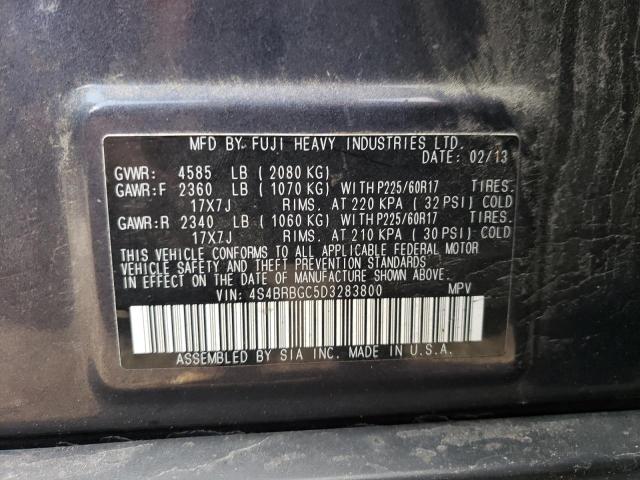 MFD BY FUJI HEAVY INDUSTRIES LTD.
DATE: 02/13
GVWR: 4585 LB (2080 KG)
GAWR:F 2360 LB (1070 KG) WITH P225/60R17 TIRES.
17X7J RIMS. AT 220 KPA (32 PSI) COLD
GAWR:R 2340 LB (1060 KG) WITH P225/60R17 TIRES.
17X7J RIMS. AT 210 KPA (30 PSI) COLD
THIS VEHICLE CONFORMS TO ALL APPLICABLE FEDERAL MOTOR
VEHICLE SAFETY AND THEFT PREVENTION STANDARDS
IN EFFECT ON THE DATE OF MANUFACTURE SHOWN ABOVE.
VIN: 4S4BRBGC5D3283800 MPV
ASSEMBLED BY SIA INC. MADE IN U.S.A.